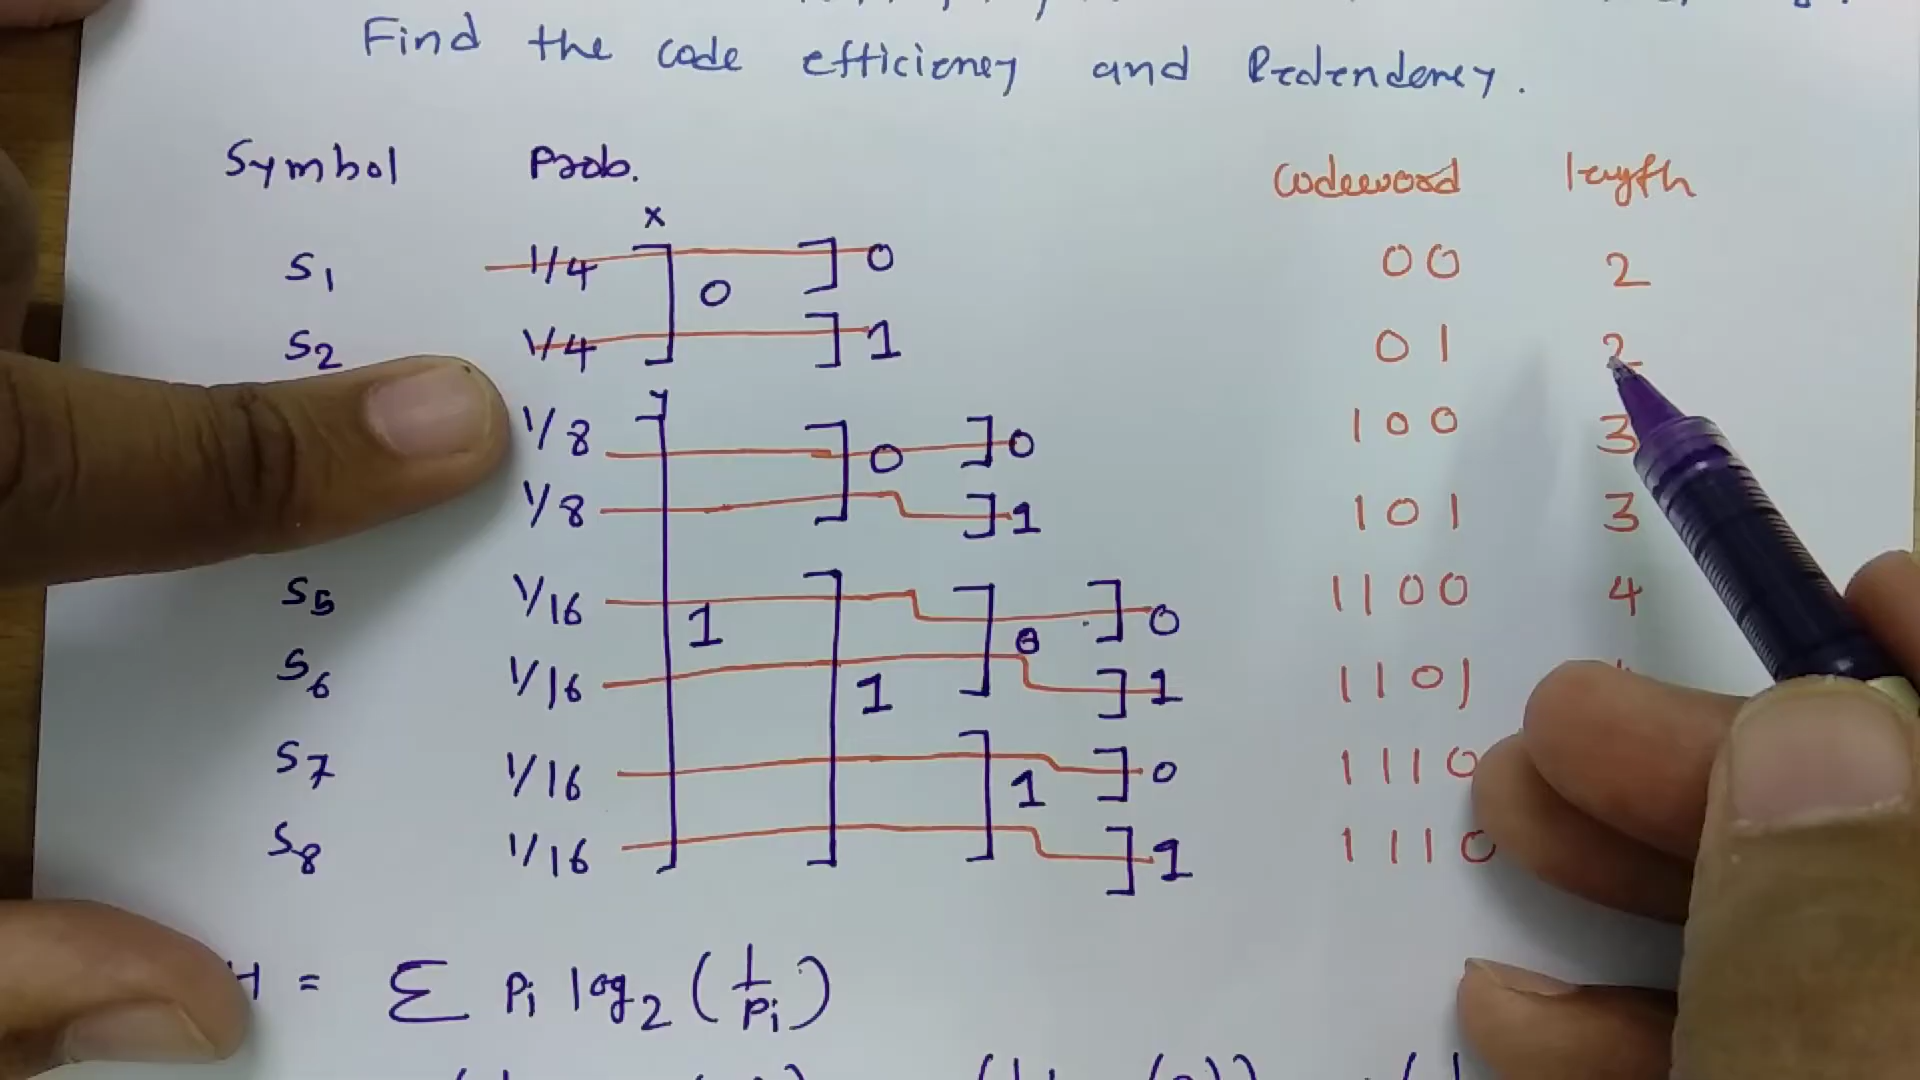 Find the code efficiency and Redendency.
Symbol Prob. codeword length
x
S1 1/4 0 0 00 2
S2 1/4 1 01 2
y
1/8 0 0 100 3
1/8 1 101 3
S5 1/16 1 0 0 1100 4
S6 1/16 1 1 1101
S7 1/16 1 0 1110
S8 1/16 1 1110
H = Σ Pi log2 (1/Pi)